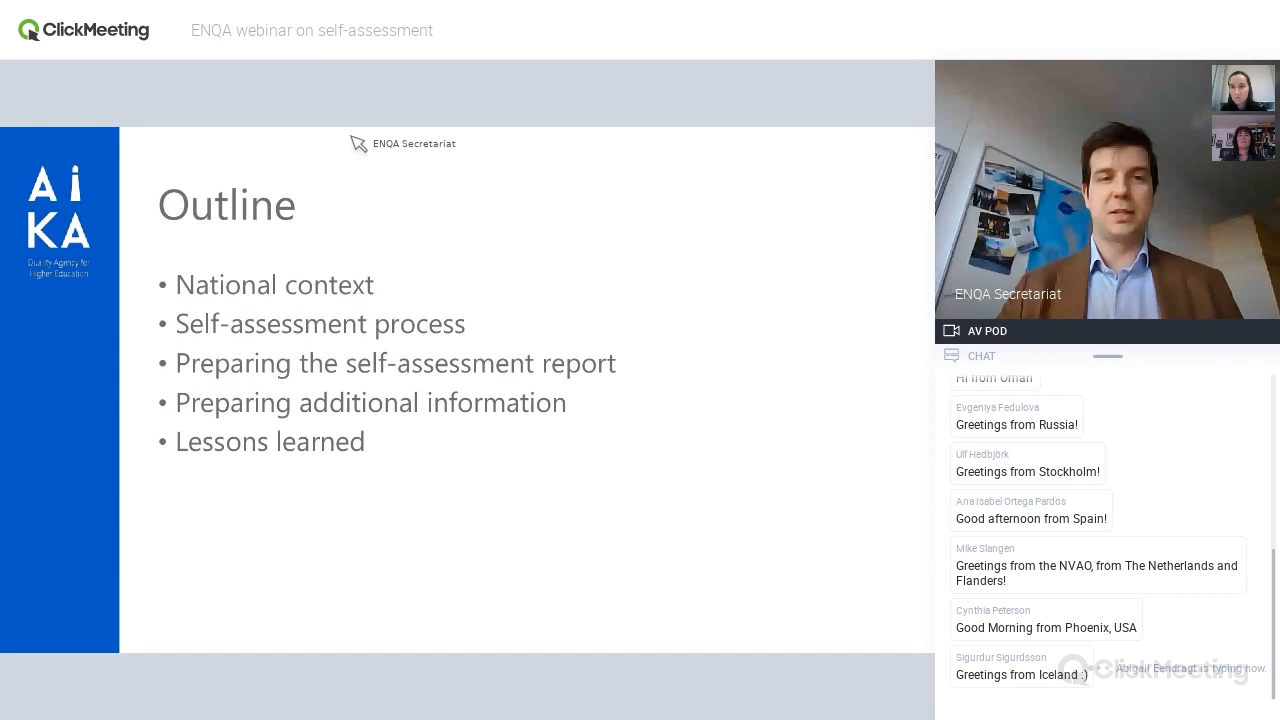 ClickMeeting
ENQA webinar on self-assessment
ENQA Secretariat
AiKA
Quality Agency for
Higher Education
Outline
• National context
• Self-assessment process
• Preparing the self-assessment report
• Preparing additional information
• Lessons learned
ENQA Secretariat
AV POD
CHAT
Hi from Oman
Evgeniya Fedulova
Greetings from Russia!
Ulf Hedbjörk
Greetings from Stockholm!
Ana Isabel Ortega Pardos
Good afternoon from Spain!
Mike Slangen
Greetings from the NVAO, from The Netherlands and
Flanders!
Cynthia Peterson
Good Morning from Phoenix, USA
Sigurdur Sigurdsson
Greetings from Iceland :)
Abigail Eendragt is typing now.
ClickMeeting